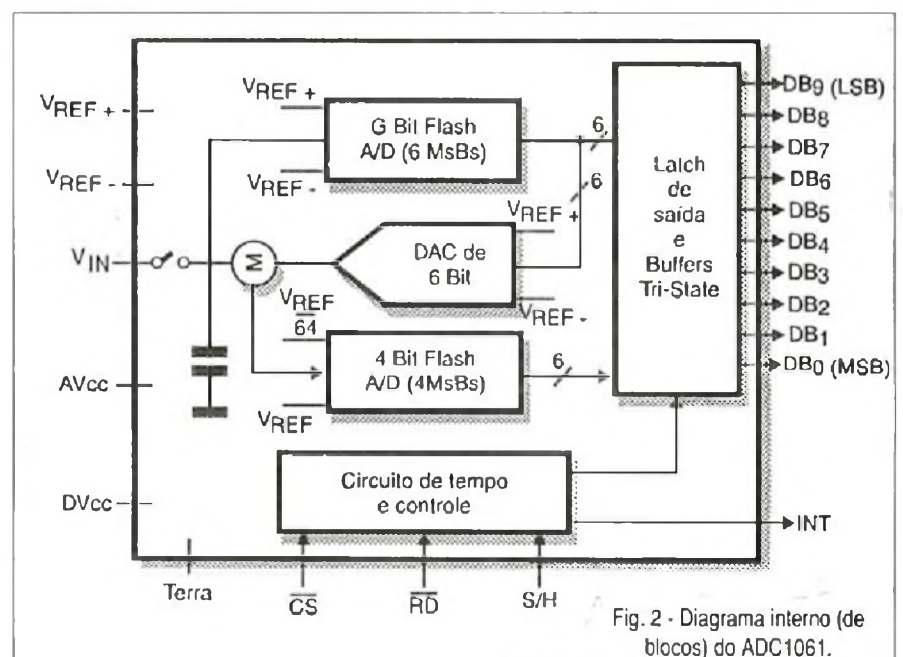 VREF +
VREF -
VIN
AVcc
DVcc
Terra
VREF +
VREF -
G Bit Flash
A/D (6 MsBs)
6
6
M
DAC de
6 Bit
VREF +
VREF -
VREF
64
VREF
4 Bit Flash
A/D (4MsBs)
6
Latch
de
saída
e
Buffers
Tri-State
Circuito de tempo
e controle
CS
RD
S/H
DB9 (LSB)
DB8
DB7
DB6
DB5
DB4
DB3
DB2
DB1
DB0 (MSB)
INT
Fig. 2 - Diagrama interno (de
blocos) do ADC1061.